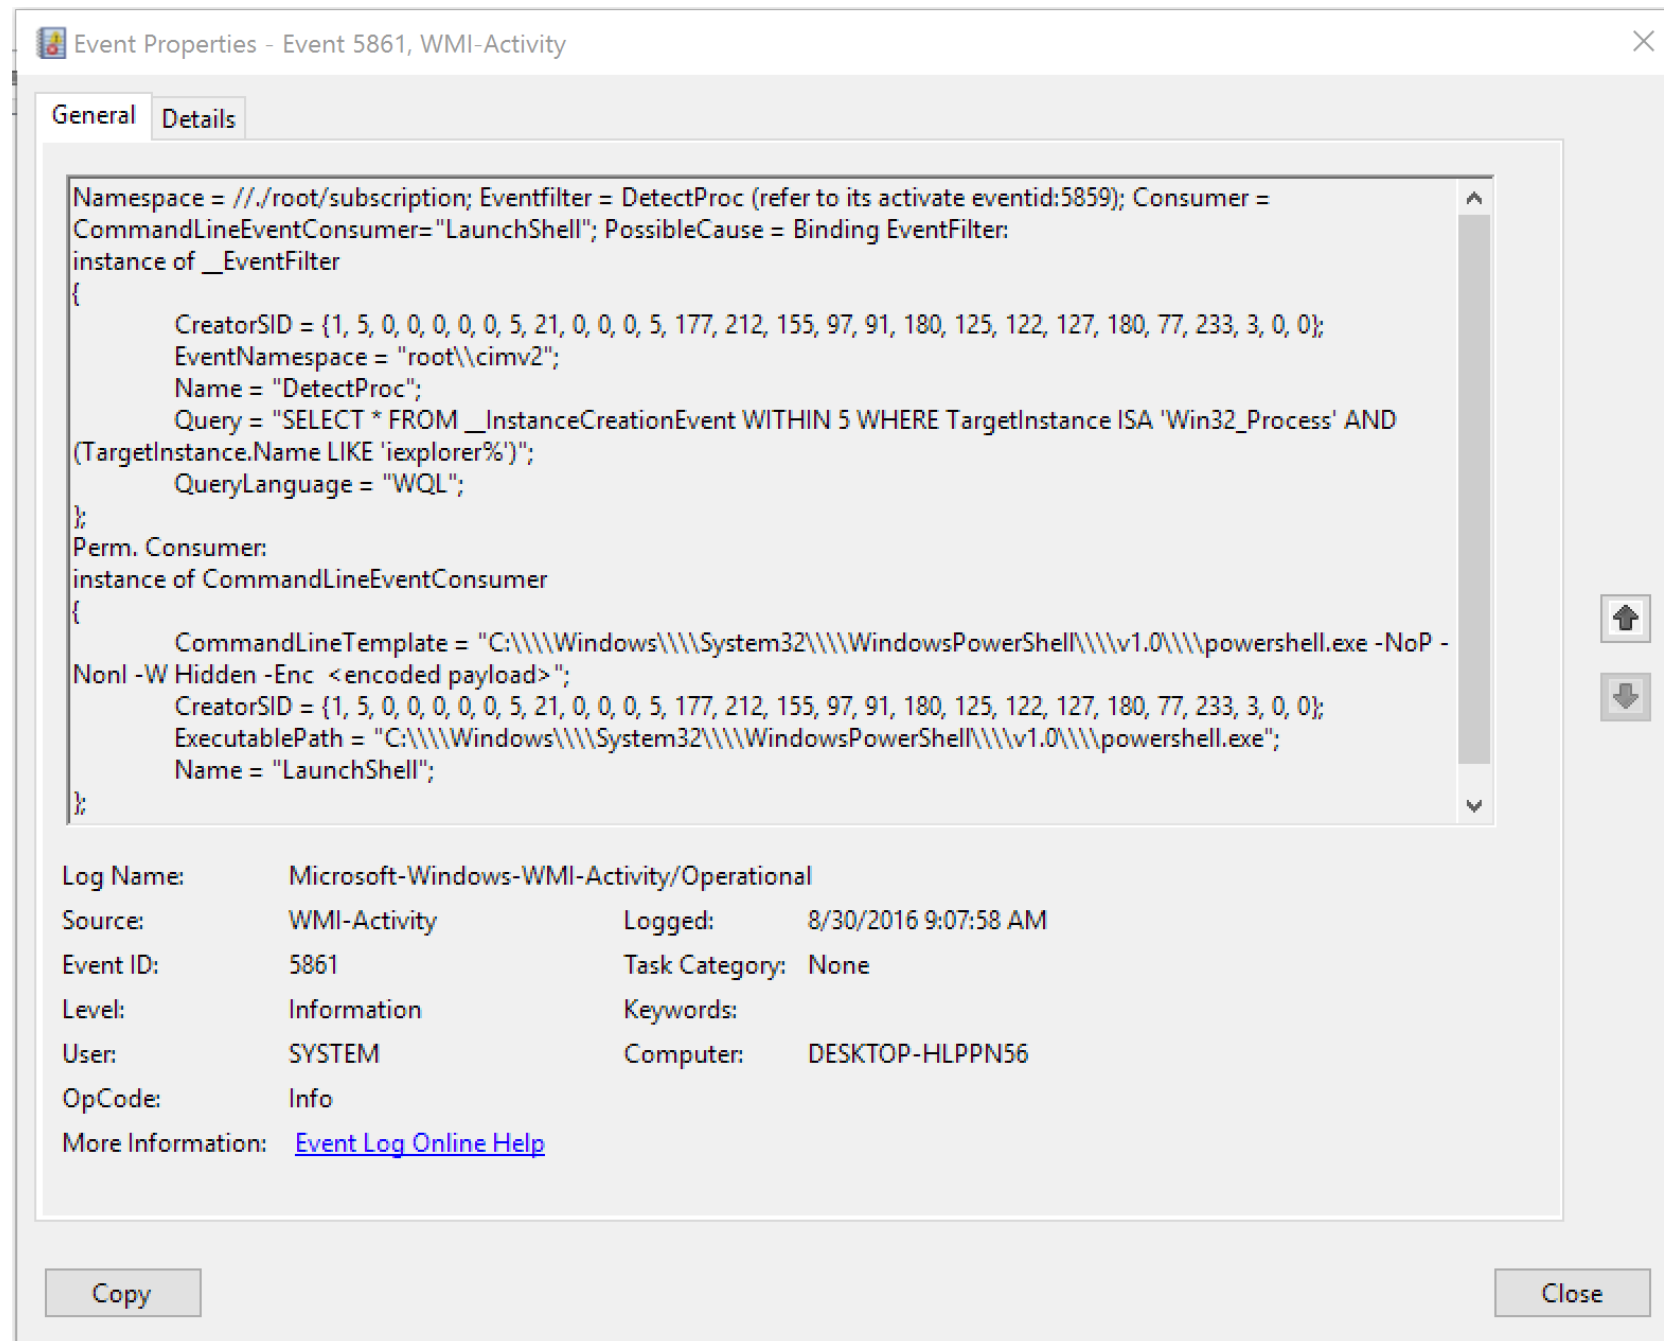 Event Properties - Event 5861, WMI-Activity
General
Details
Namespace = //./root/subscription; Eventfilter = DetectProc (refer to its activate eventid:5859); Consumer =
CommandLineEventConsumer="LaunchShell"; PossibleCause = Binding EventFilter:
instance of __EventFilter
{
CreatorSID = {1, 5, 0, 0, 0, 0, 0, 5, 21, 0, 0, 0, 5, 177, 212, 155, 97, 91, 180, 125, 122, 127, 180, 77, 233, 3, 0, 0};
EventNamespace = "root\\cimv2";
Name = "DetectProc";
Query = "SELECT * FROM __InstanceCreationEvent WITHIN 5 WHERE TargetInstance ISA 'Win32_Process' AND
(TargetInstance.Name LIKE 'iexplorer%')";
QueryLanguage = "WQL";
};
Perm. Consumer:
instance of CommandLineEventConsumer
{
CommandLineTemplate = "C:\\\\Windows\\\\System32\\\\WindowsPowerShell\\\\v1.0\\\\powershell.exe -NoP -
NonI -W Hidden -Enc  <encoded payload>";
CreatorSID = {1, 5, 0, 0, 0, 0, 0, 5, 21, 0, 0, 0, 5, 177, 212, 155, 97, 91, 180, 125, 122, 127, 180, 77, 233, 3, 0, 0};
ExecutablePath = "C:\\\\Windows\\\\System32\\\\WindowsPowerShell\\\\v1.0\\\\powershell.exe";
Name = "LaunchShell";
};
Log Name: Microsoft-Windows-WMI-Activity/Operational
Source: WMI-Activity Logged: 8/30/2016 9:07:58 AM
Event ID: 5861 Task Category: None
Level: Information Keywords:
User: SYSTEM Computer: DESKTOP-HLPPN56
OpCode: Info
More Information: Event Log Online Help
Copy
Close